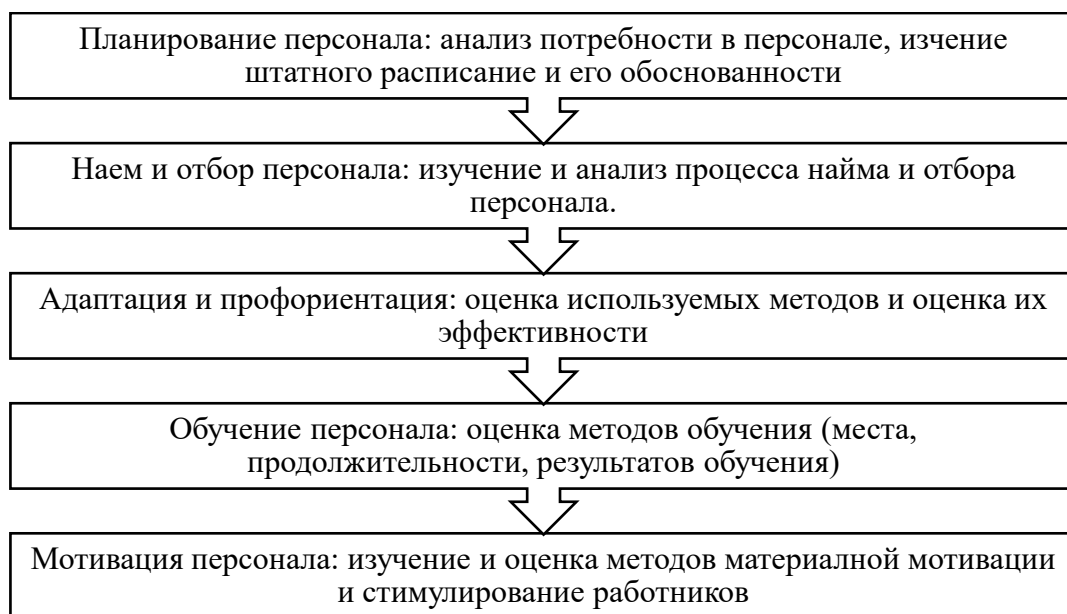 Планирование персонала: анализ потребности в персонале, изчение
штатного расписание и его обоснованности
Наем и отбор персонала: изучение и анализ процесса найма и отбора
персонала.
Адаптация и профориентация: оценка используемых методов и оценка их
эффективности
Обучение персонала: оценка методов обучения (места,
продолжительности, результатов обучения)
Мотивация персонала: изучение и оценка методов материалной мотивации
и стимулирование работников